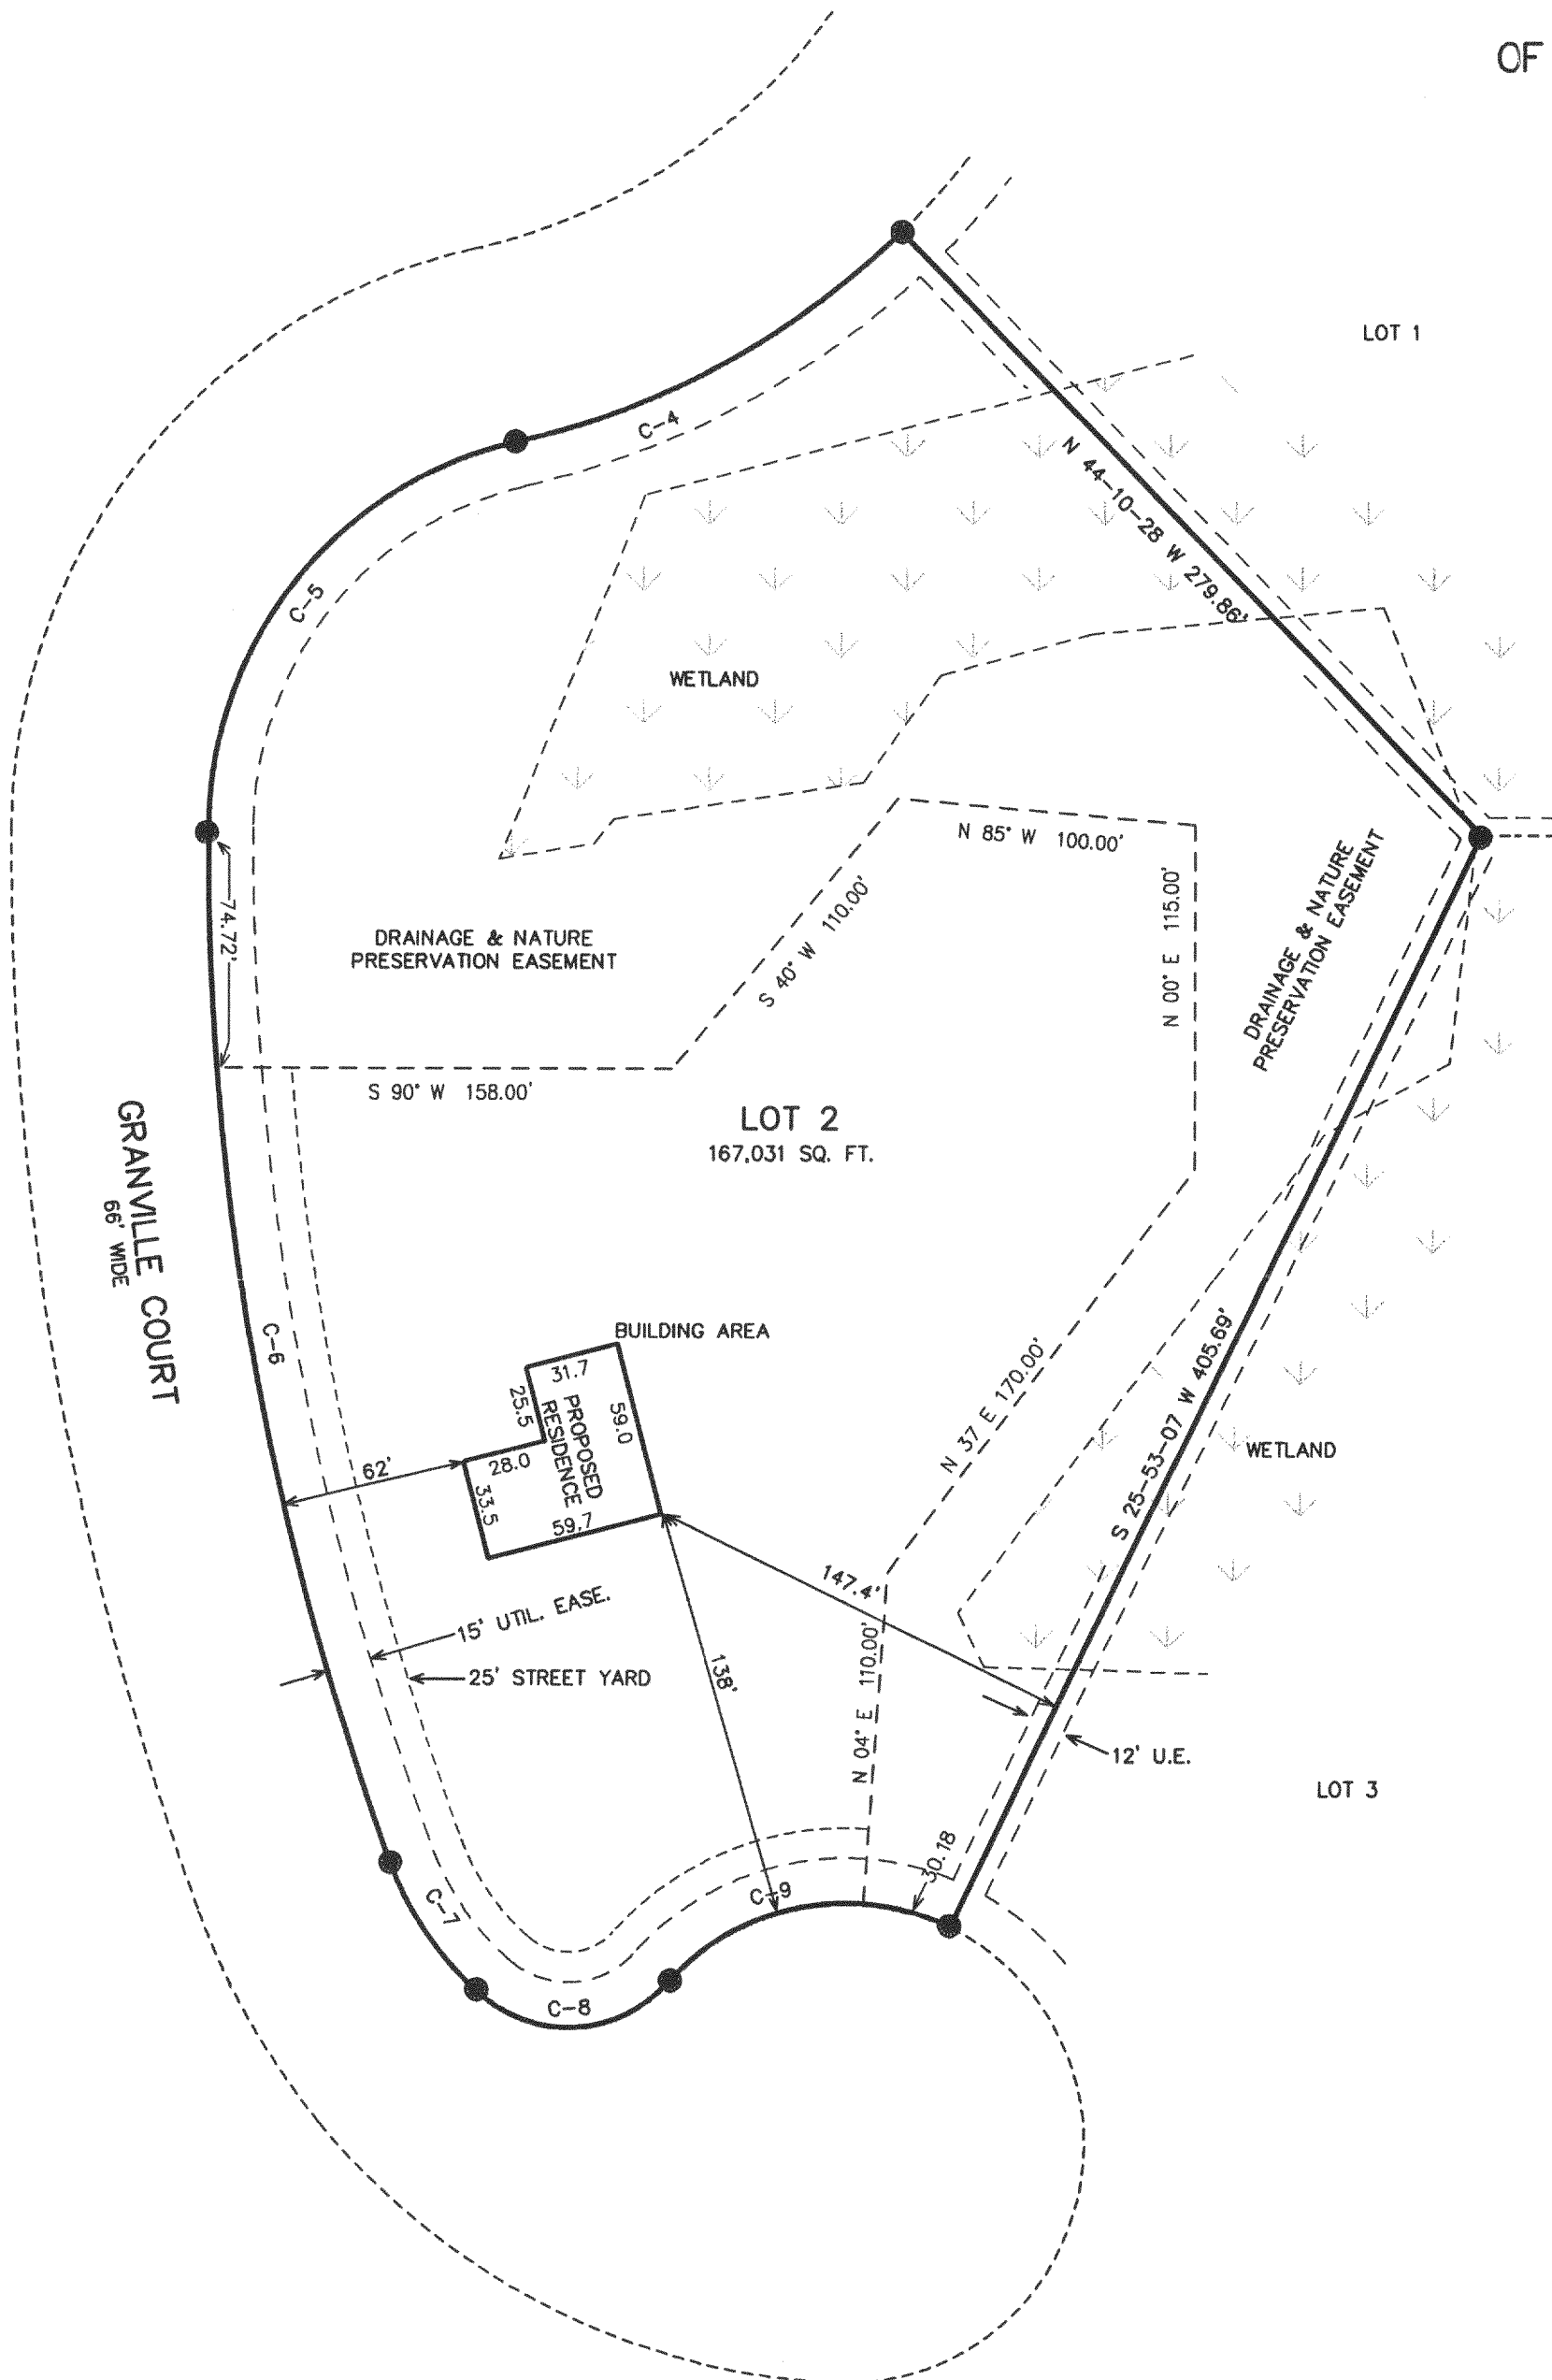 OF
LOT 1
C-4
N 44-10-28 W 279.86'
C-5
WETLAND
N 85° W 100.00'
S 40° W 110.00'
N 00° E 115.00'
74.72'
DRAINAGE & NATURE
PRESERVATION EASEMENT
DRAINAGE & NATURE
PRESERVATION EASEMENT
S 90° W 158.00'
LOT 2
167,031 SQ. FT.
GRANVILLE COURT
66' WIDE
C-6
BUILDING AREA
31.7
25.5
PROPOSED
RESIDENCE
59.0
28.0
33.5
59.7
62'
N 37 E 170.00'
S 25-53-07 W 405.69'
WETLAND
147.4'
15' UTIL. EASE.
25' STREET YARD
138'
N 04° E 110.00'
12' U.E.
LOT 3
30.18
C-7
C-9
C-8